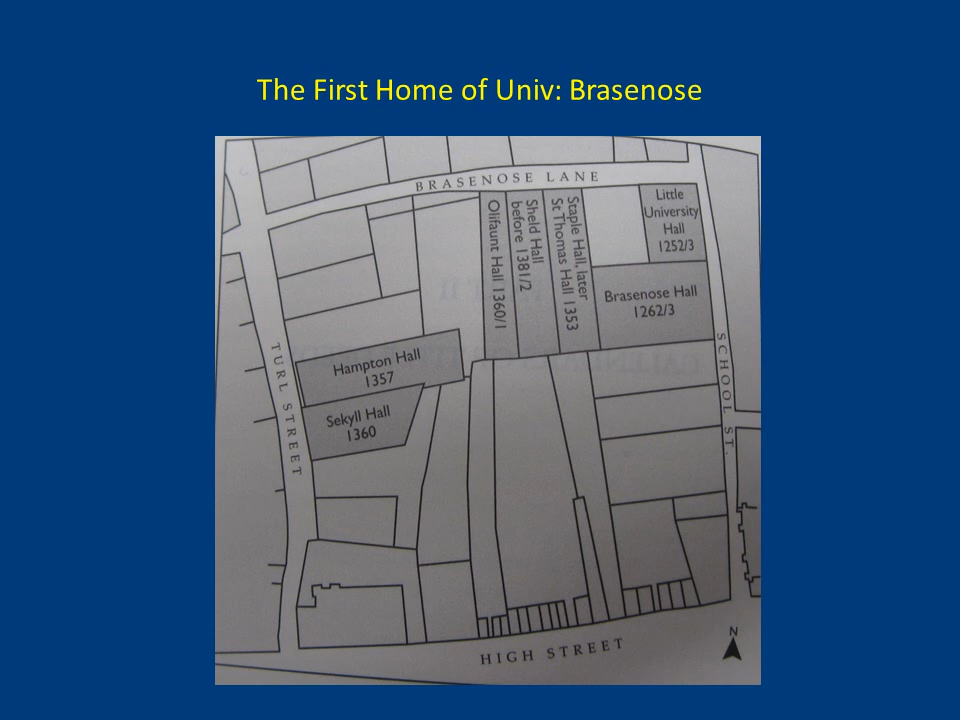 The First Home of Univ: Brasenose
BRASENOSE LANE
Little
University
Hall
1252/3
Olifaunt Hall 1360/1
Sheld Hall
before 1381/2
Staple Hall, later
St Thomas Hall 1353
Brasenose Hall
1262/3
Hampton Hall
1357
Sekyll Hall
1360
TURL STREET
SCHOOL ST.
HIGH STREET
N